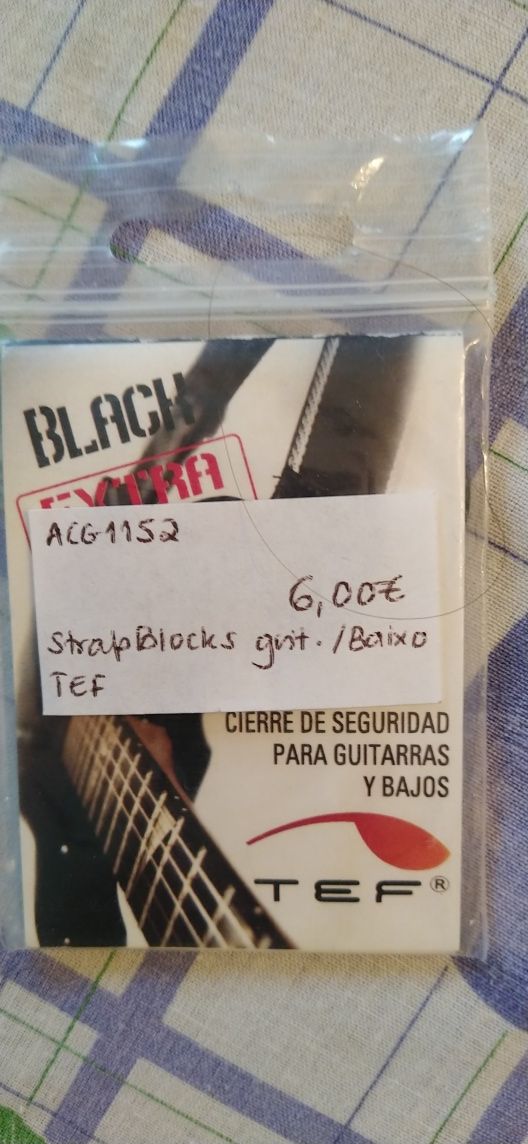 BLACK
EXTRA
ACG1152
6,00€
StrapBlocks guit. /Baixo
TEF
CIERRE DE SEGURIDAD
PARA GUITARRAS
Y BAJOS
TEF®